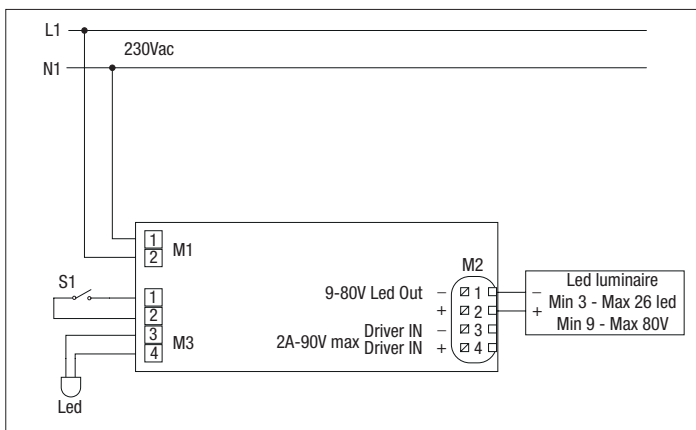 L1
230Vac
N1
1
M1
2
S1
1
2
3
M3
4
Led
M2
9-80V Led Out
−
1
+
2
2A-90V max
Driver IN
−
3
Driver IN
+
4
−
+
Led luminaire
Min 3 - Max 26 led
Min 9 - Max 80V